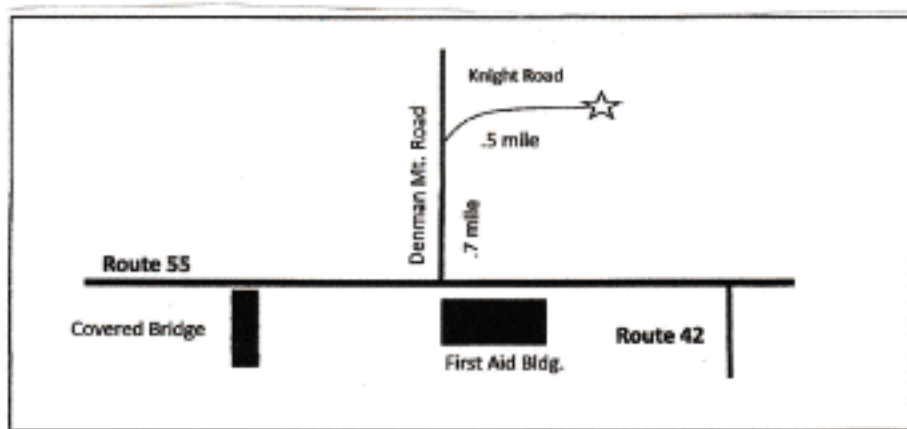 Knight Road
.5 mile
Denman Mt. Road
.7 mile
Route 55
Covered Bridge
First Aid Bldg.
Route 42